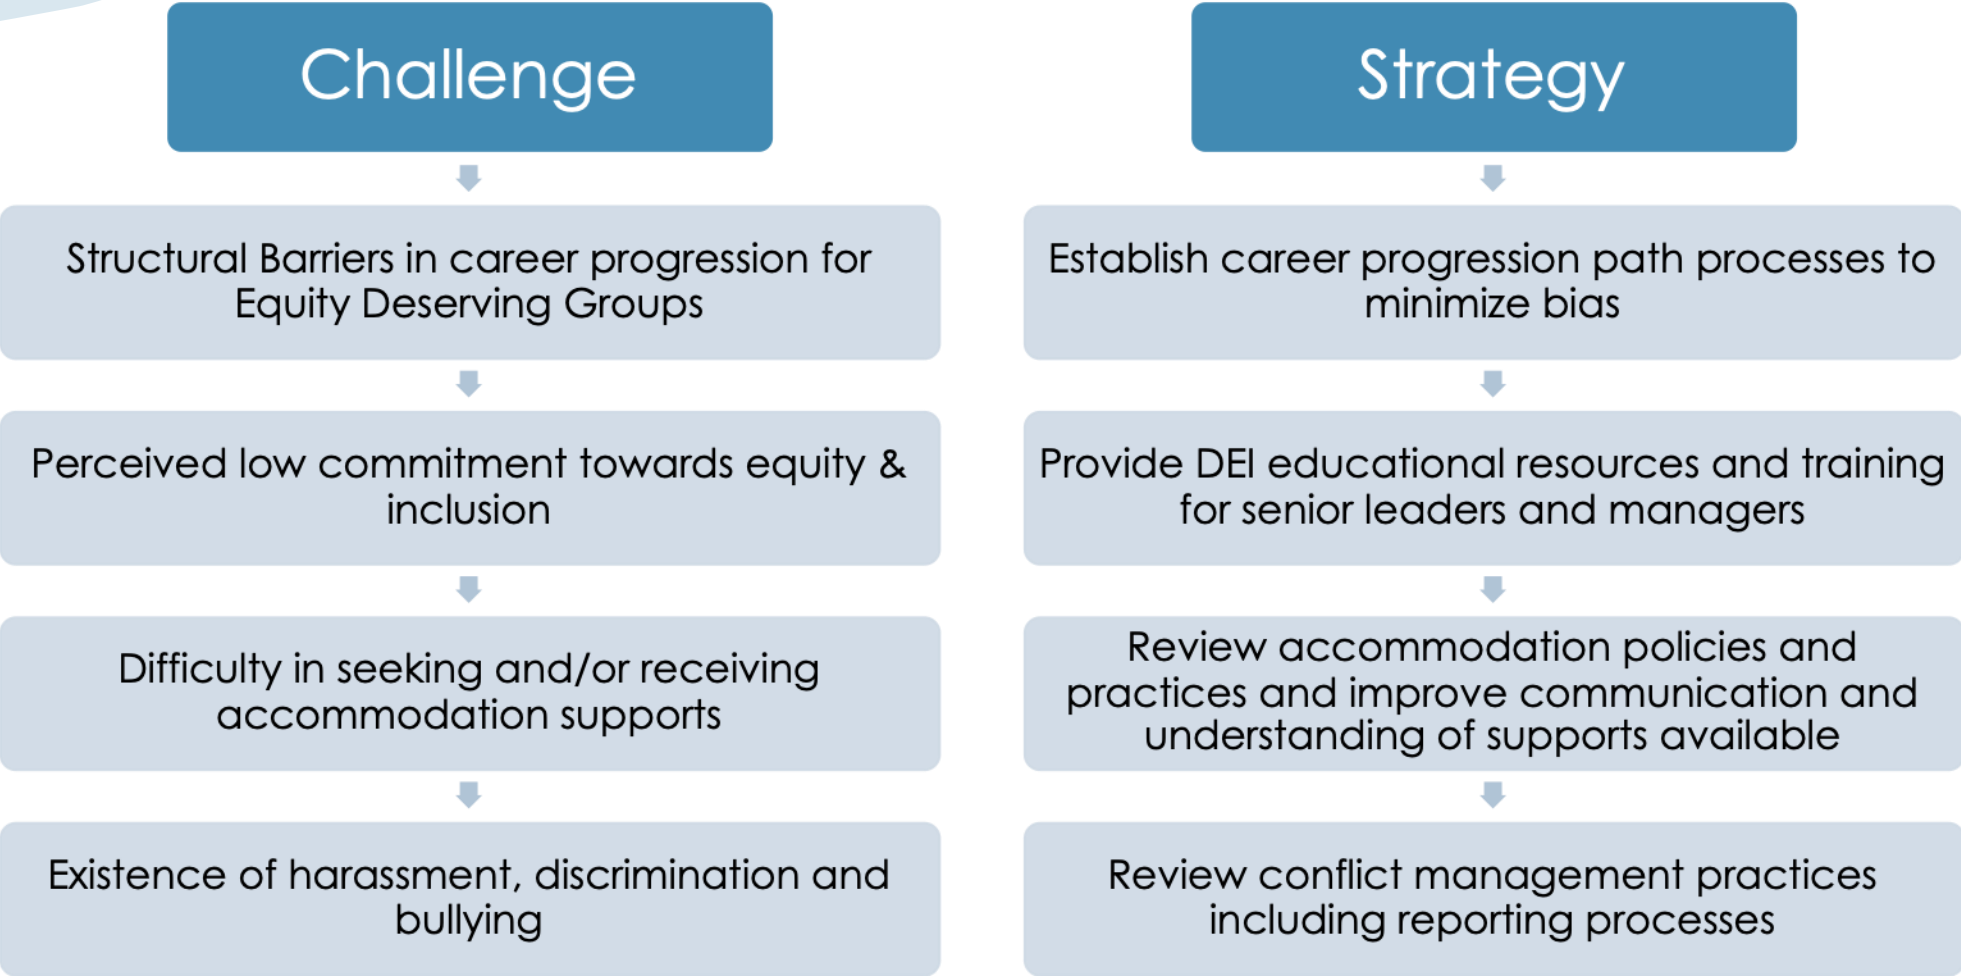 Challenge
Structural Barriers in career progression for
Equity Deserving Groups
Perceived low commitment towards equity &
inclusion
Difficulty in seeking and/or receiving
accommodation supports
Existence of harassment, discrimination and
bullying
Strategy
Establish career progression path processes to
minimize bias
Provide DEI educational resources and training
for senior leaders and managers
Review accommodation policies and
practices and improve communication and
understanding of supports available
Review conflict management practices
including reporting processes